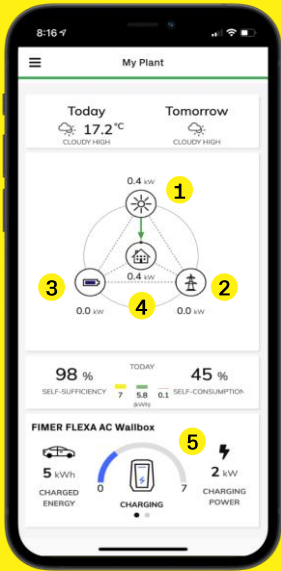 8:16
My Plant
Today
Tomorrow
17.2°C
CLOUDY HIGH
CLOUDY HIGH
0.4 kW
1
3
0.4 kW
2
4
0.0 kW
0.0 kW
98 %
TODAY
45 %
SELF-SUFFICIENCY
7
5.8
0.1
SELF-CONSUMPTION
(kWh)
FIMER FLEXA AC Wallbox
5
5 kWh
0
7
2 kW
CHARGED
ENERGY
CHARGING
CHARGING
POWER